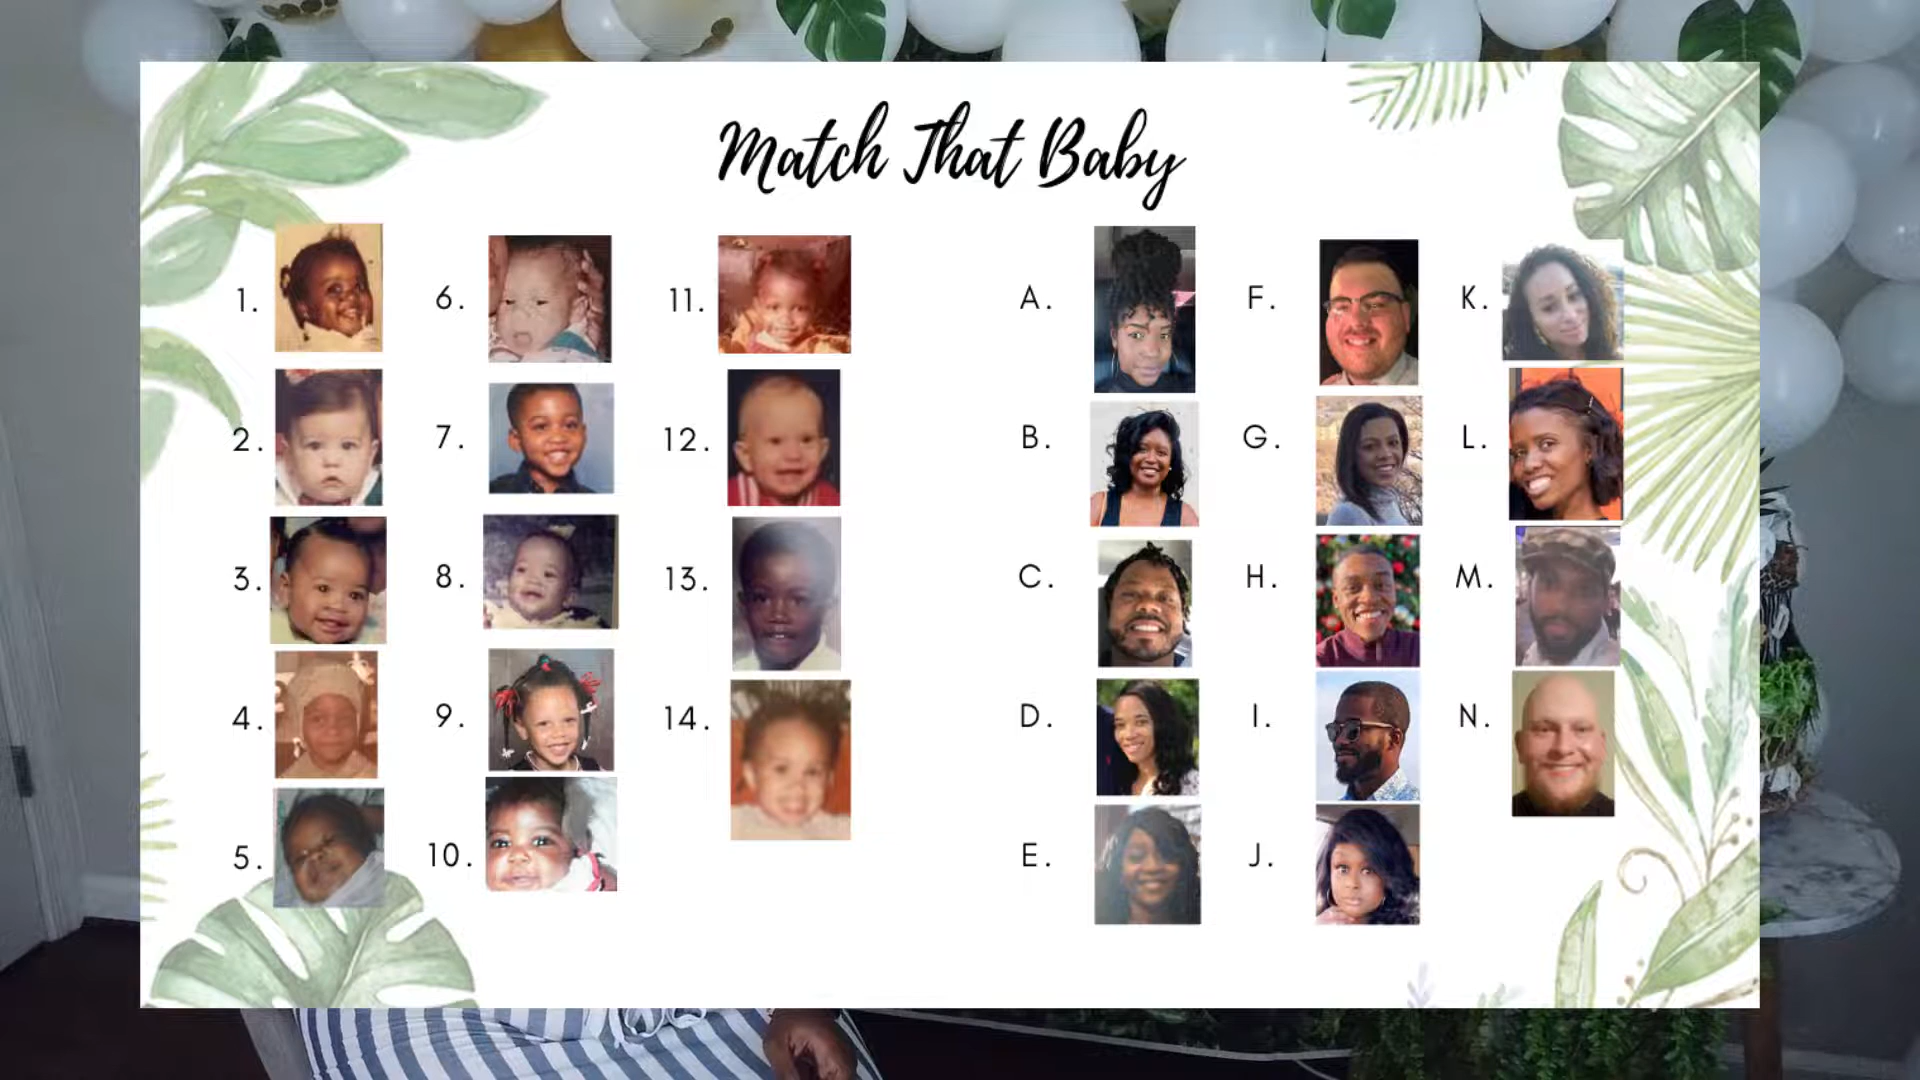 Match That Baby
1.
2.
3.
4.
5.
6.
7.
8.
9.
10.
11.
12.
13.
14.
A.
B.
C.
D.
E.
F.
G.
H.
I.
J.
K.
L.
M.
N.